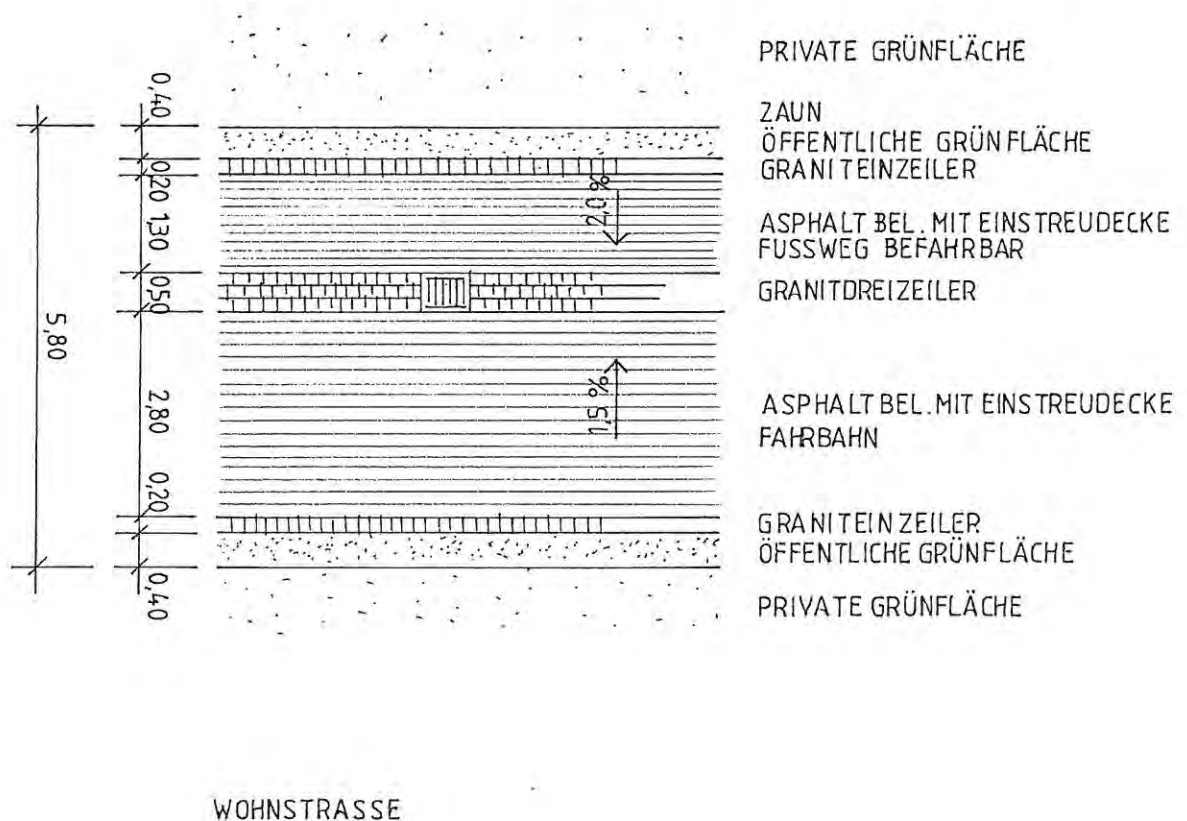 PRIVATE GRÜNFLÄCHE
0,40
ZAUN
ÖFFENTLICHE GRÜNFLÄCHE
GRANITEINZEILER
0,20
1,30
2,0 %
ASPHALT BEL. MIT EINSTREUDECKE
FUSSWEG BEFAHRBAR
0,50
GRANITDREIZEILER
5,80
2,80
1,5 %
ASPHALT BEL. MIT EINSTREUDECKE
FAHRBAHN
0,20
GRANITEINZEILER
ÖFFENTLICHE GRÜNFLÄCHE
0,40
PRIVATE GRÜNFLÄCHE
WOHNSTRASSE